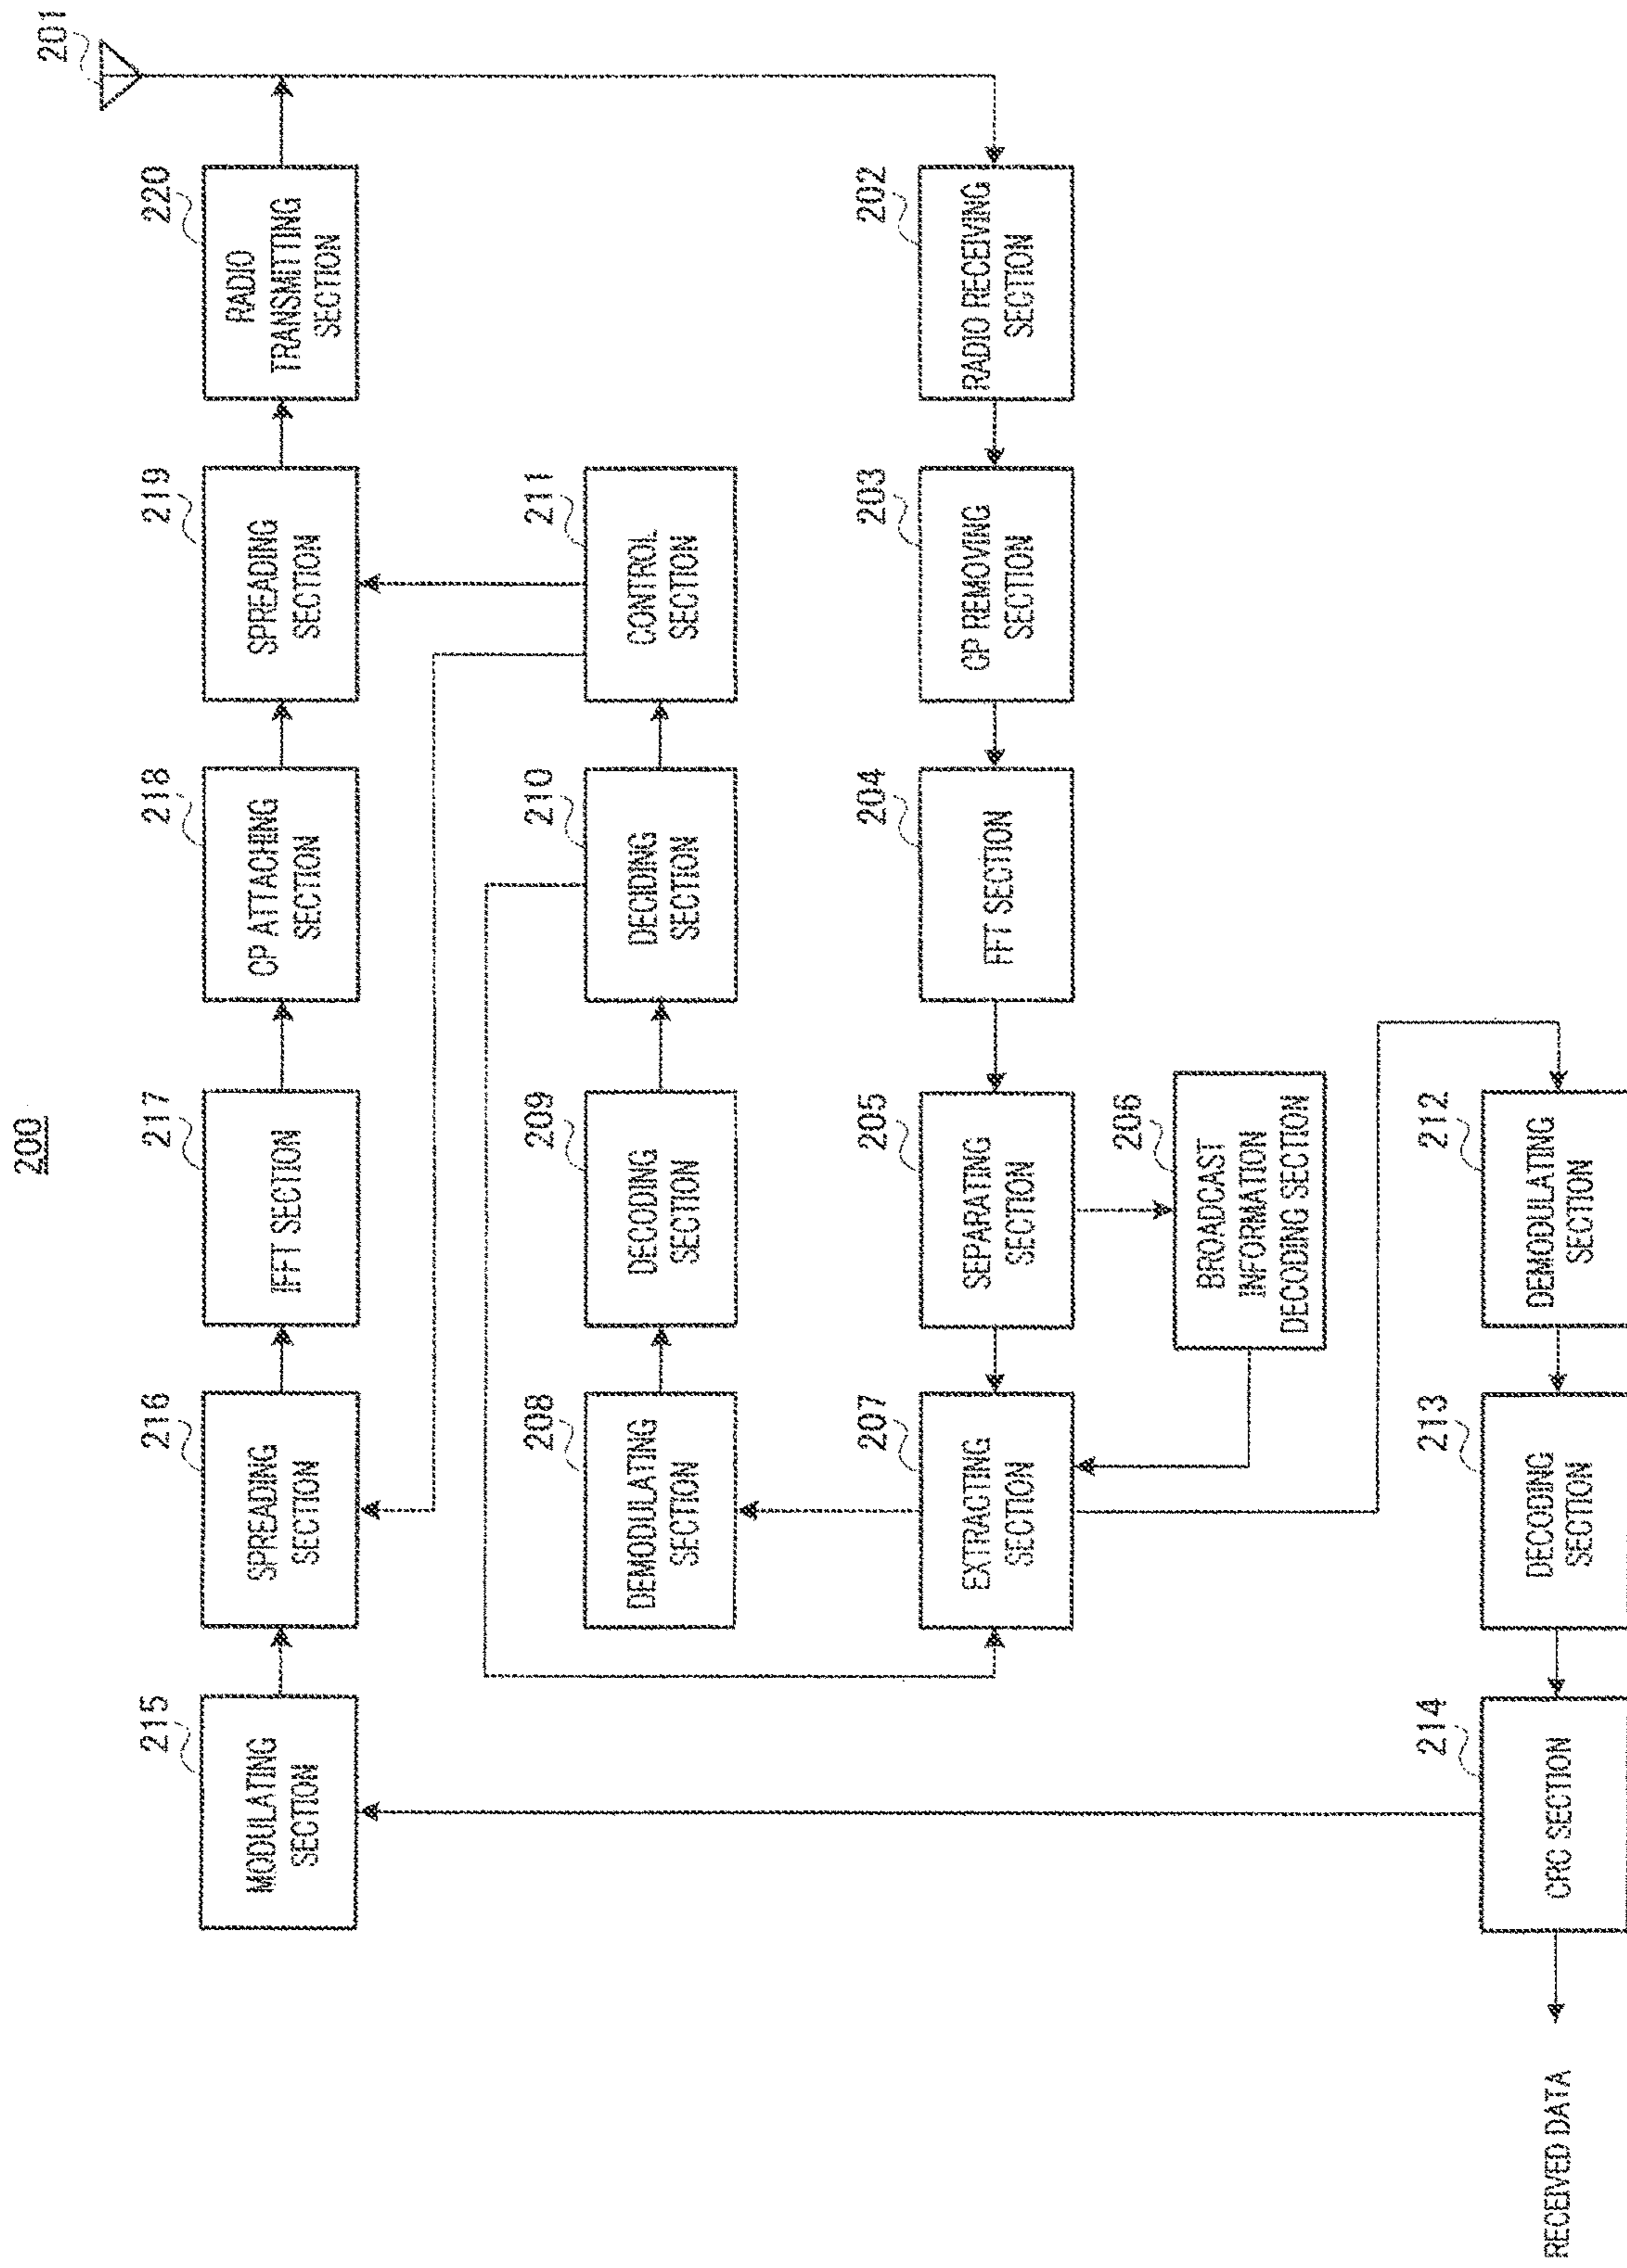 200
201
220
RADIO
TRANSMITTING
SECTION
219
SPREADING
SECTION
218
CP ATTACHING
SECTION
217
IFFT SECTION
216
SPREADING
SECTION
215
MODULATING
SECTION
211
CONTROL
SECTION
210
DECIDING
SECTION
209
DECODING
SECTION
208
DEMODULATING
SECTION
202
RADIO RECEIVING
SECTION
203
CP REMOVING
SECTION
204
FFT SECTION
205
SEPARATING
SECTION
206
BROADCAST
INFORMATION
DECODING SECTION
207
EXTRACTING
SECTION
212
DEMODULATING
SECTION
213
DECODING
SECTION
214
CRC SECTION
RECEIVED DATA